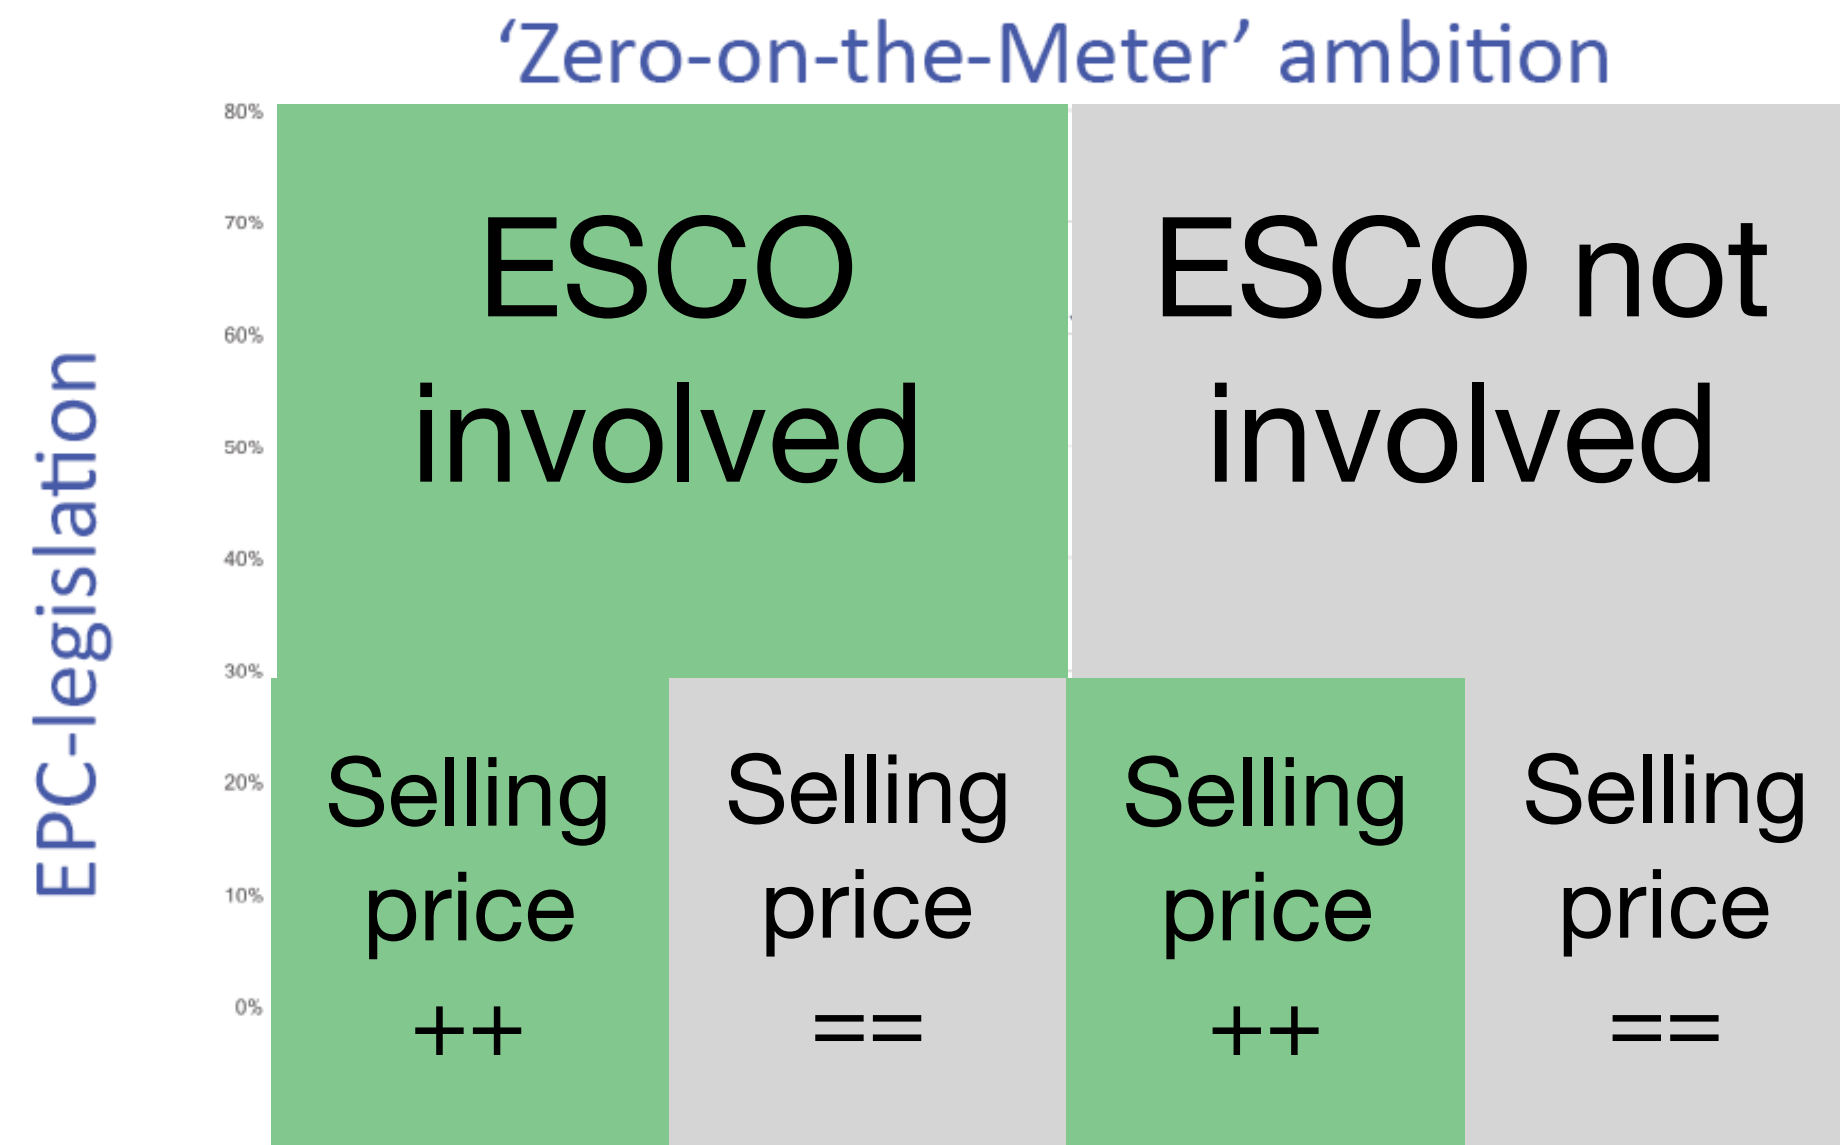 ‘Zero-on-the-Meter’ ambition
EPC-legislation
80%
70%
60%
50%
40%
30%
20%
10%
0%
ESCO
involved
ESCO not
involved
Selling
price
++
Selling
price
==
Selling
price
++
Selling
price
==